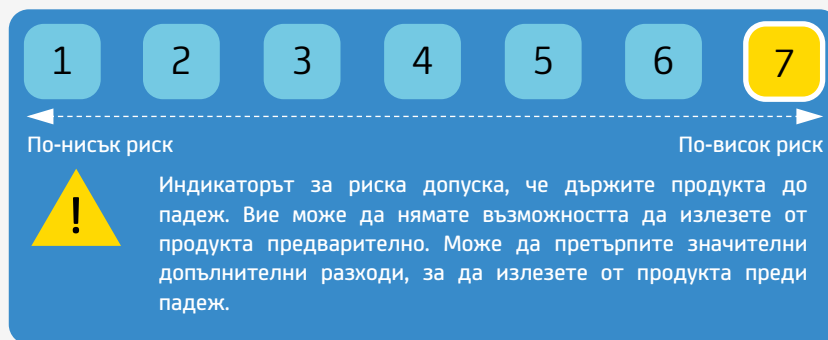 1 2 3 4 5 6 7
По-нисък риск По-висок риск
!
Индикаторът за риска допуска, че държите продукта до
падеж. Вие може да нямате възможността да излезете от
продукта предварително. Може да претърпите значителни
допълнителни разходи, за да излезете от продукта преди
падеж.